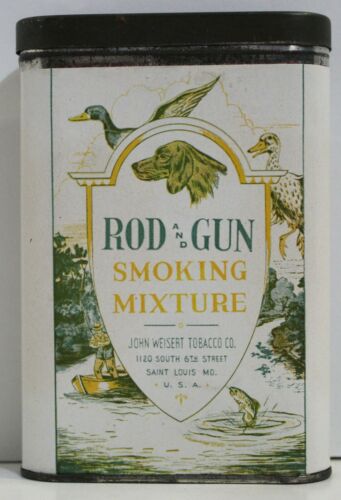 ROD AND GUN
SMOKING
MIXTURE
JOHN WEISERT TOBACCO CO.
1120 SOUTH 6TH STREET
SAINT LOUIS MO.
U. S. A.